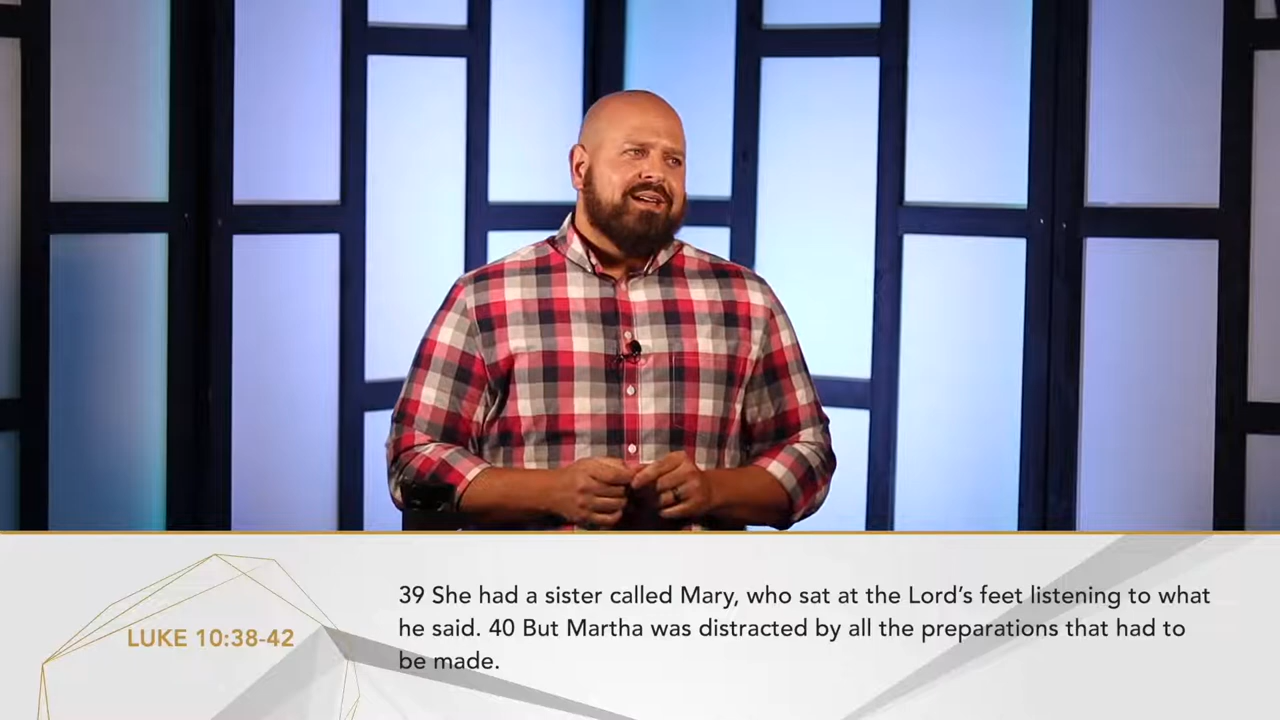 LUKE 10:38-42
39 She had a sister called Mary, who sat at the Lord’s feet listening to what
he said. 40 But Martha was distracted by all the preparations that had to
be made.